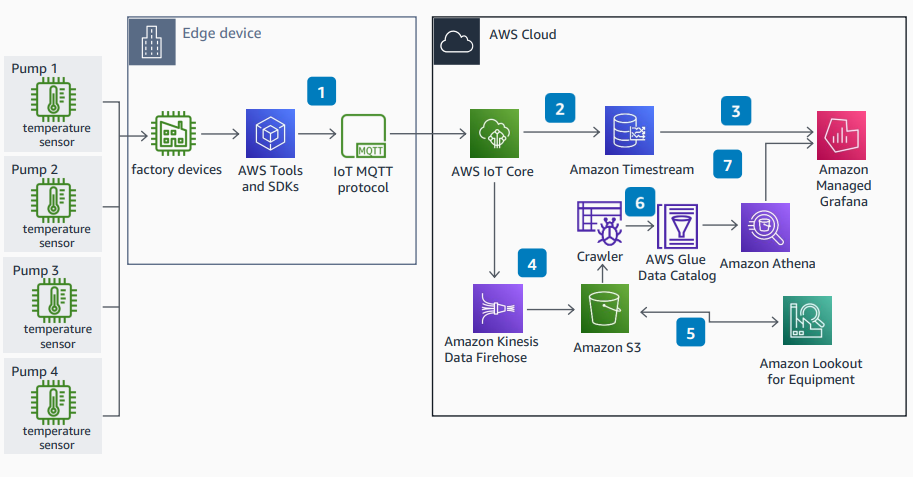 Edge device
AWS Cloud
Pump 1
temperature
sensor
Pump 2
temperature
sensor
Pump 3
temperature
sensor
Pump 4
temperature
sensor
factory devices
1
AWS Tools
and SDKs
MQTT
IoT MQTT
protocol
AWS IoT Core
2
Amazon Timestream
3
7
Amazon
Managed
Grafana
Crawler
6
AWS Glue
Data Catalog
Amazon Athena
4
Amazon Kinesis
Data Firehose
Amazon S3
5
Amazon Lookout
for Equipment